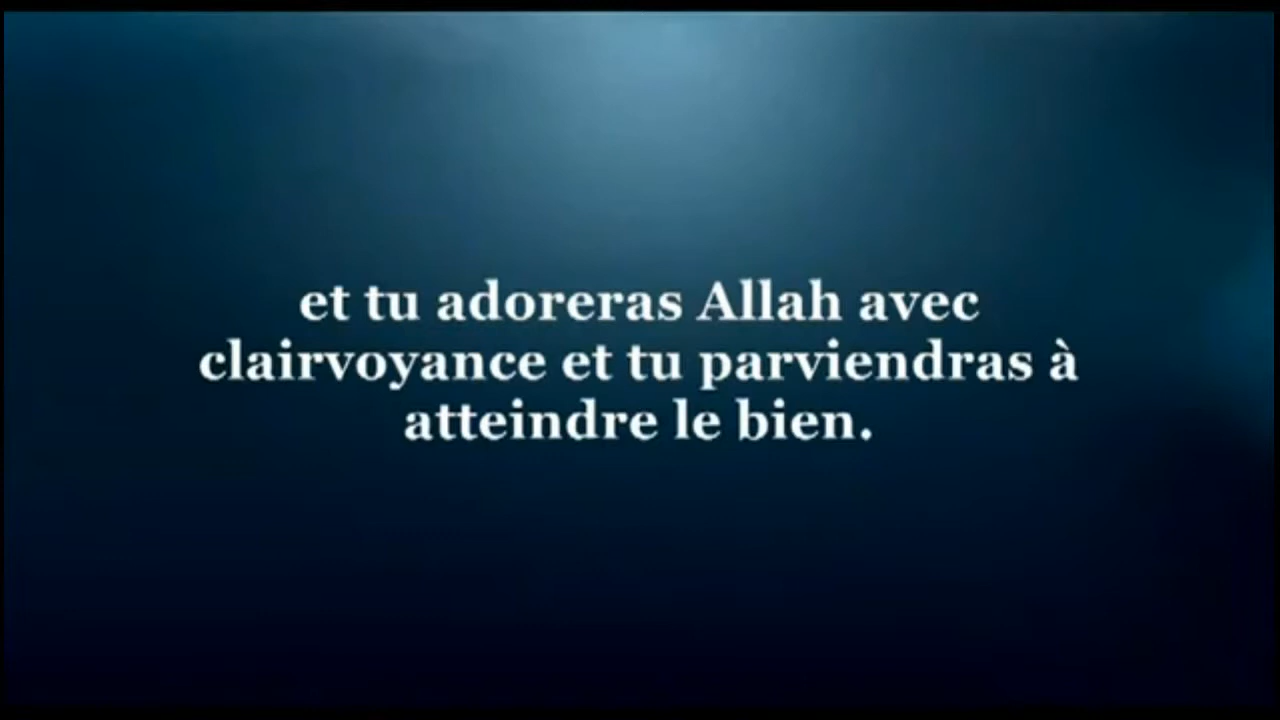 et tu adoreras Allah avec
clairvoyance et tu parviendras à
atteindre le bien.